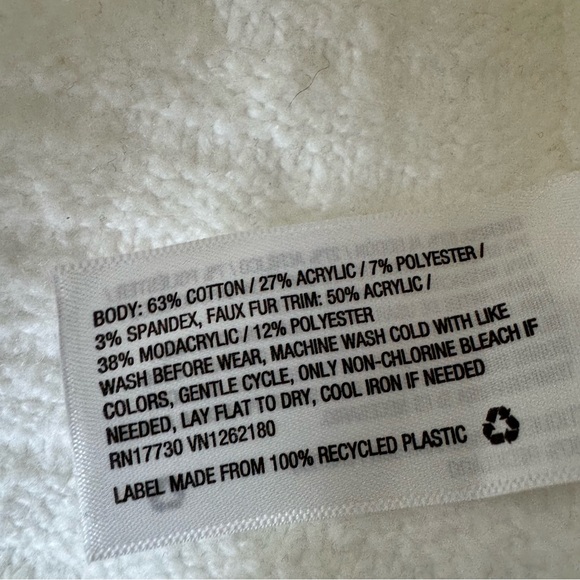 BODY: 63% COTTON / 27% ACRYLIC / 7% POLYESTER /
3% SPANDEX, FAUX FUR TRIM: 50% ACRYLIC /
38% MODACRYLIC / 12% POLYESTER
WASH BEFORE WEAR, MACHINE WASH COLD WITH LIKE
COLORS, GENTLE CYCLE, ONLY NON-CHLORINE BLEACH IF
NEEDED, LAY FLAT TO DRY, COOL IRON IF NEEDED
RN17730 VN1262180
LABEL MADE FROM 100% RECYCLED PLASTIC